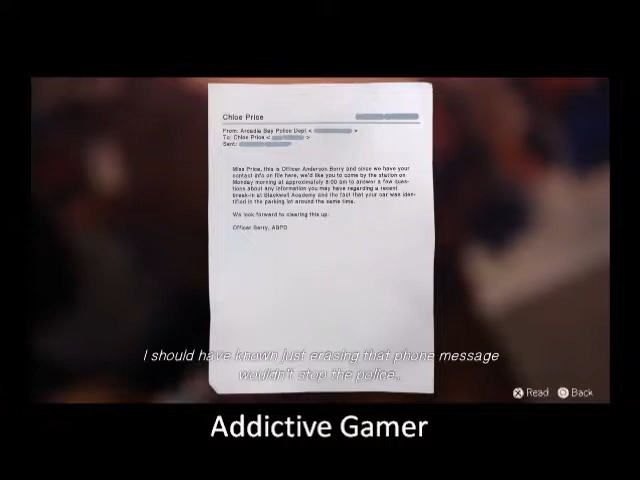 Chloe Price
From: Arcadia Bay Police Dept < >
To: Chloe Price < >
Sent:
Miss Price, this is Officer Anderson Berry and since we have your
contact info on file here, we'd like you to come by the station on
Monday morning at approximately 8:00 am to answer a few ques-
tions about any information you may have regarding a recent
break-in at Blackwell Academy and the fact that your car was iden-
tified in the parking lot around the same time.
We look forward to clearing this up.
Officer Berry, ABPD
I should have known just erasing that phone message
wouldn't stop the police..
Read Back
Addictive Gamer